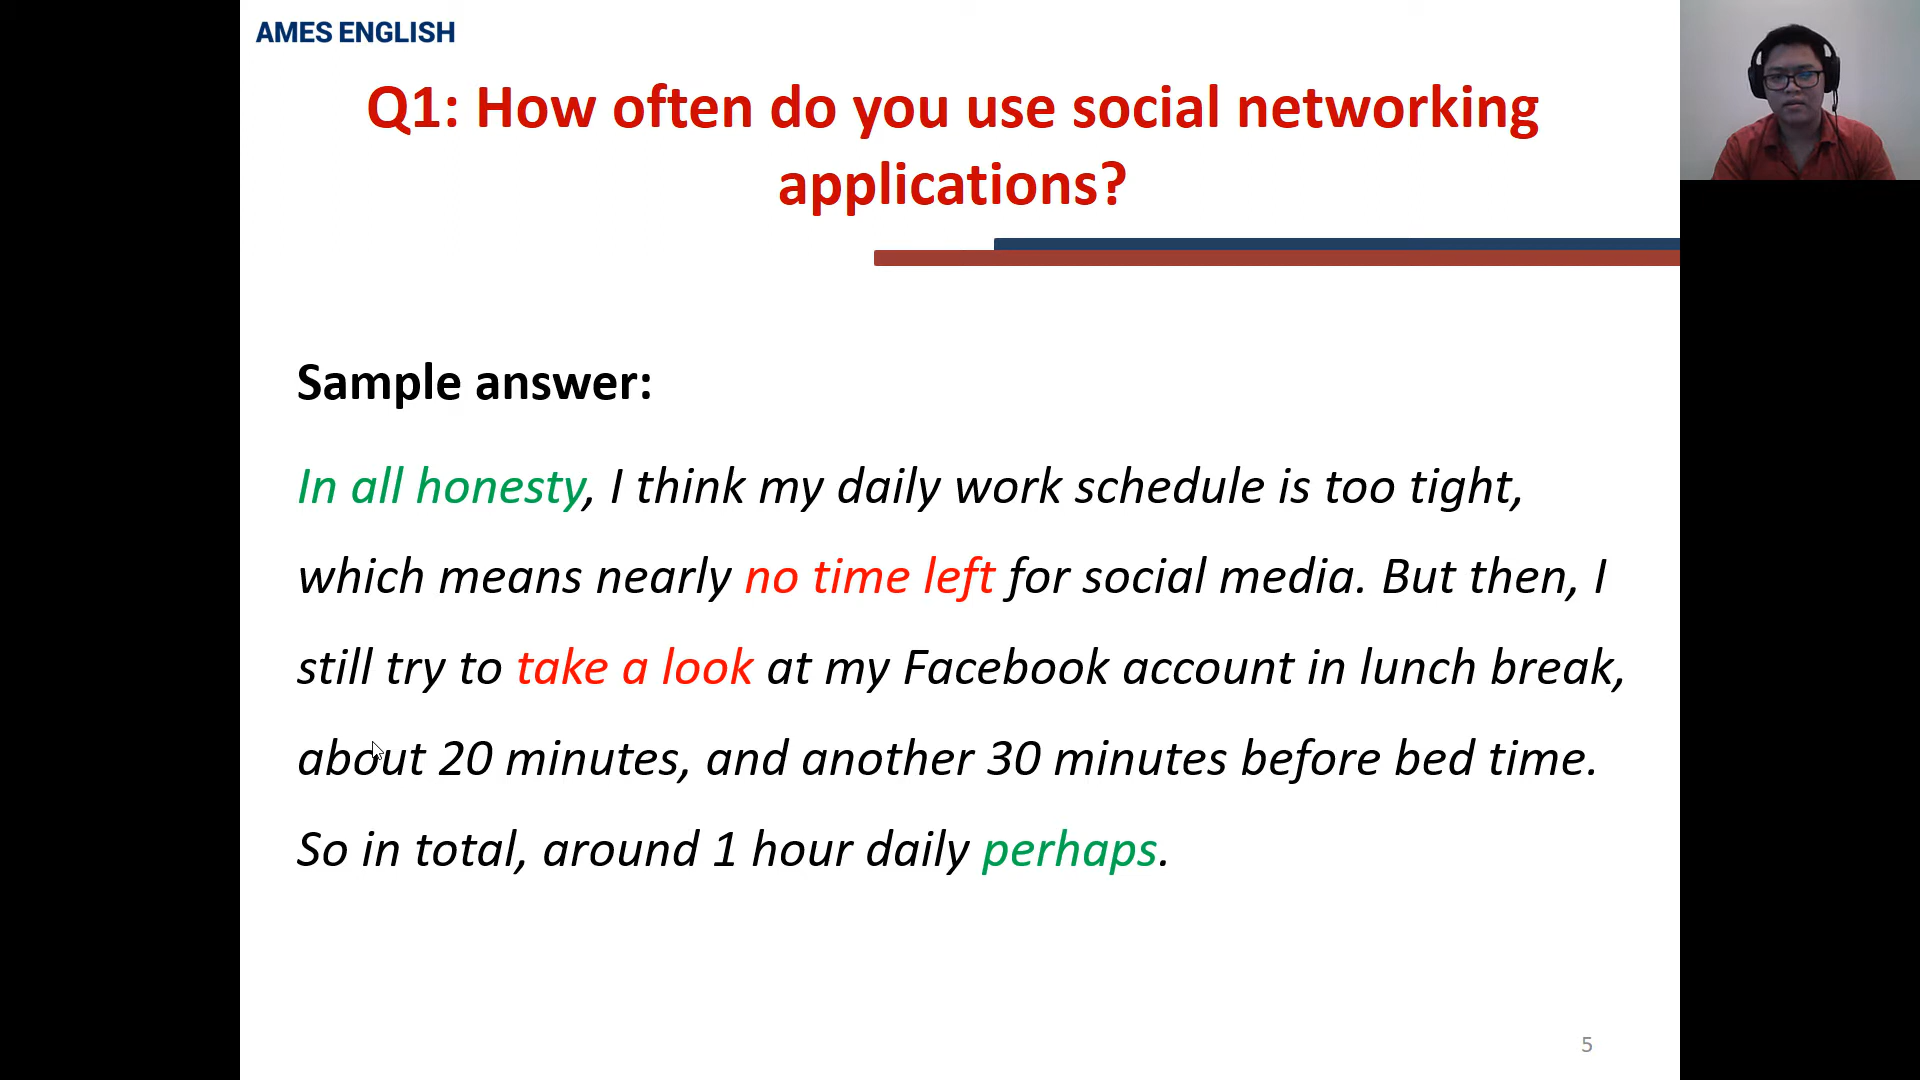 AMES ENGLISH
Q1: How often do you use social networking
applications?
Sample answer:
In all honesty, I think my daily work schedule is too tight,
which means nearly no time left for social media. But then, I
still try to take a look at my Facebook account in lunch break,
about 20 minutes, and another 30 minutes before bed time.
So in total, around 1 hour daily perhaps.
5